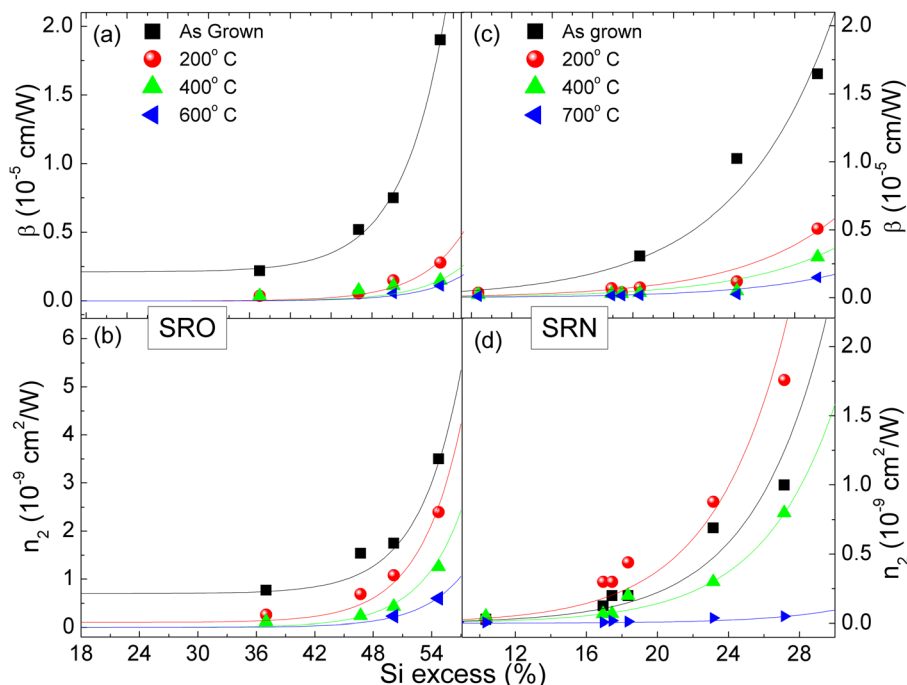 (a)
As Grown
200° C
400° C
600° C
2.0
1.5
1.0
0.5
0.0
β (10⁻⁵ cm/W)
(c)
As grown
200° C
400° C
700° C
2.0
1.5
1.0
0.5
0.0
β (10⁻⁵ cm/W)
(b)
SRO
6
5
4
3
2
1
0
n₂ (10⁻⁹ cm²/W)
18 24 30 36 42 48 54
(d)
SRN
2.0
1.5
1.0
0.5
0.0
n₂ (10⁻⁹ cm²/W)
12 16 20 24 28
Si excess (%)